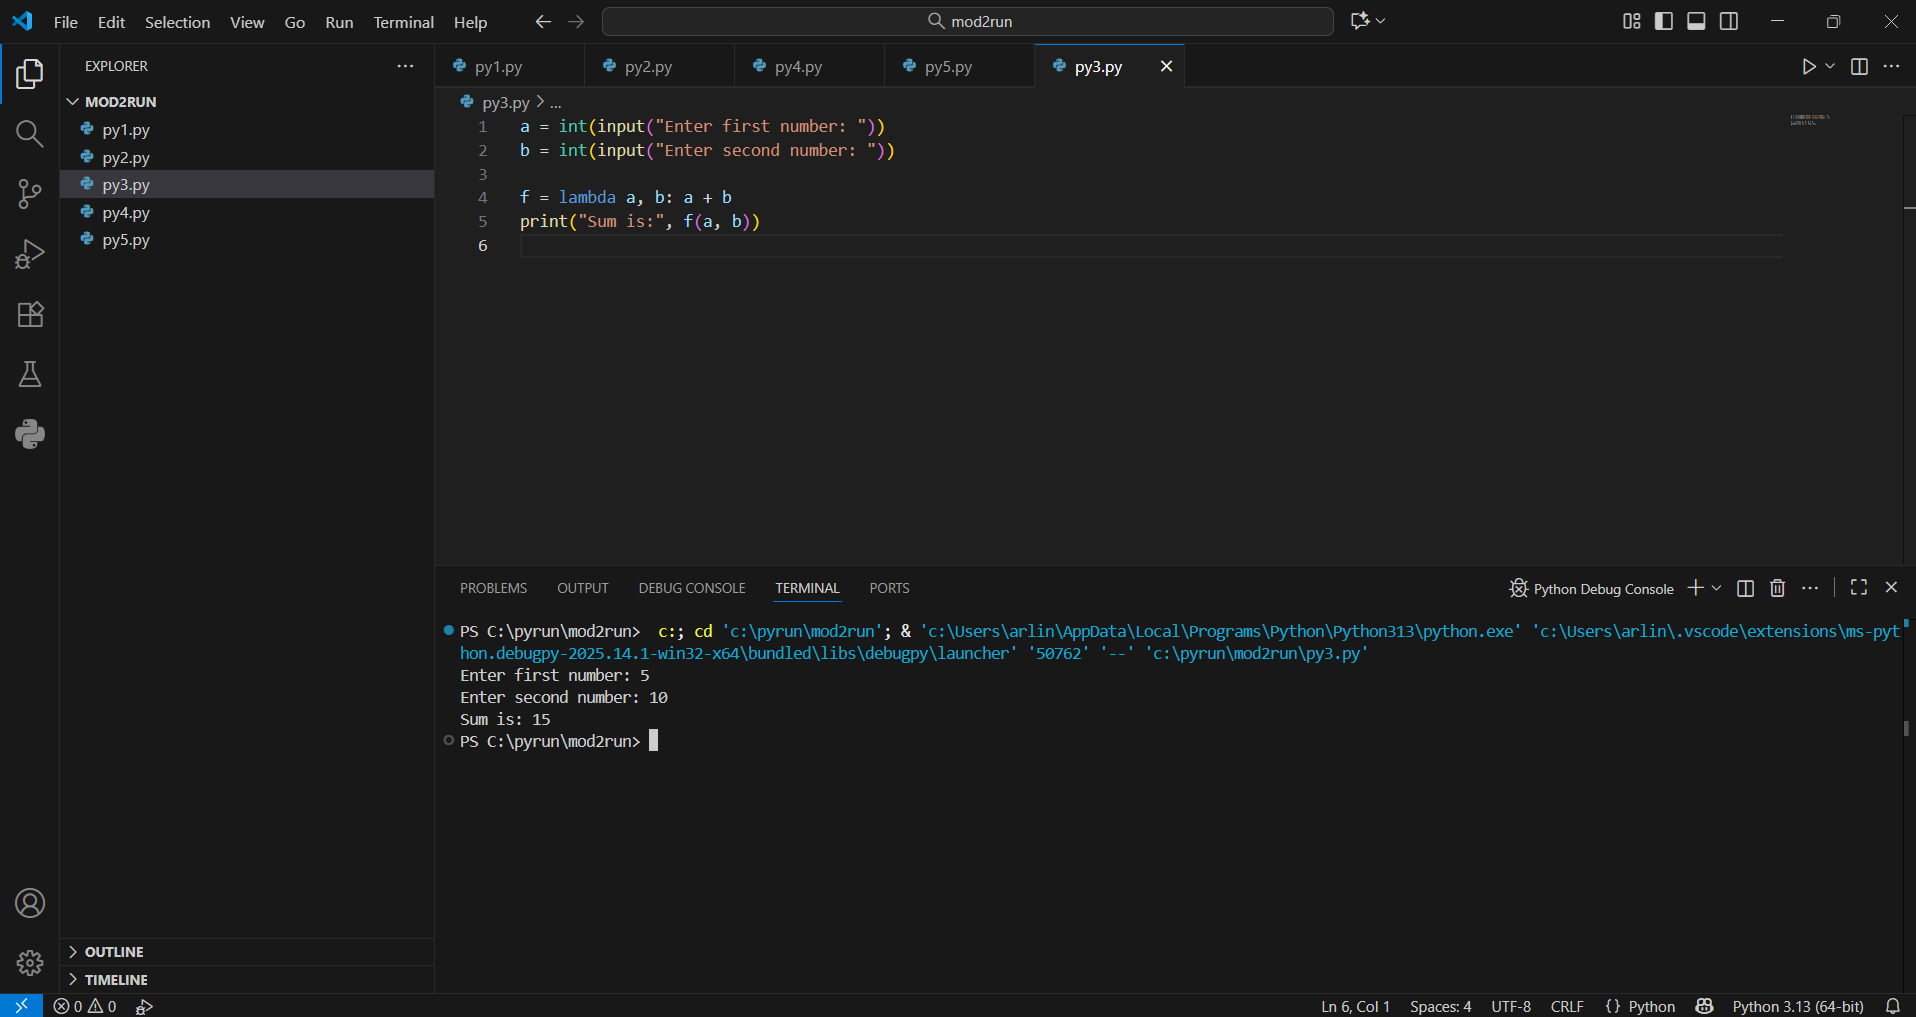 File Edit Selection View Go Run Terminal Help
mod2run
EXPLORER
MOD2RUN
py1.py
py2.py
py3.py
py4.py
py5.py
OUTLINE
TIMELINE
py1.py py2.py py4.py py5.py py3.py
py3.py > ...
1 a = int(input("Enter first number: "))
2 b = int(input("Enter second number: "))
3
4 f = lambda a, b: a + b
5 print("Sum is:", f(a, b))
6
PROBLEMS OUTPUT DEBUG CONSOLE TERMINAL PORTS
Python Debug Console
PS C:\pyrun\mod2run>  c:; cd 'c:\pyrun\mod2run'; & 'c:\Users\arlin\AppData\Local\Programs\Python\Python313\python.exe' 'c:\Users\arlin\.vscode\extensions\ms-pyt
hon.debugpy-2025.14.1-win32-x64\bundled\libs\debugpy\launcher' '50762' '--' 'c:\pyrun\mod2run\py3.py'
Enter first number: 5
Enter second number: 10
Sum is: 15
PS C:\pyrun\mod2run>
0 0
Ln 6, Col 1 Spaces: 4 UTF-8 CRLF {} Python Python 3.13 (64-bit)